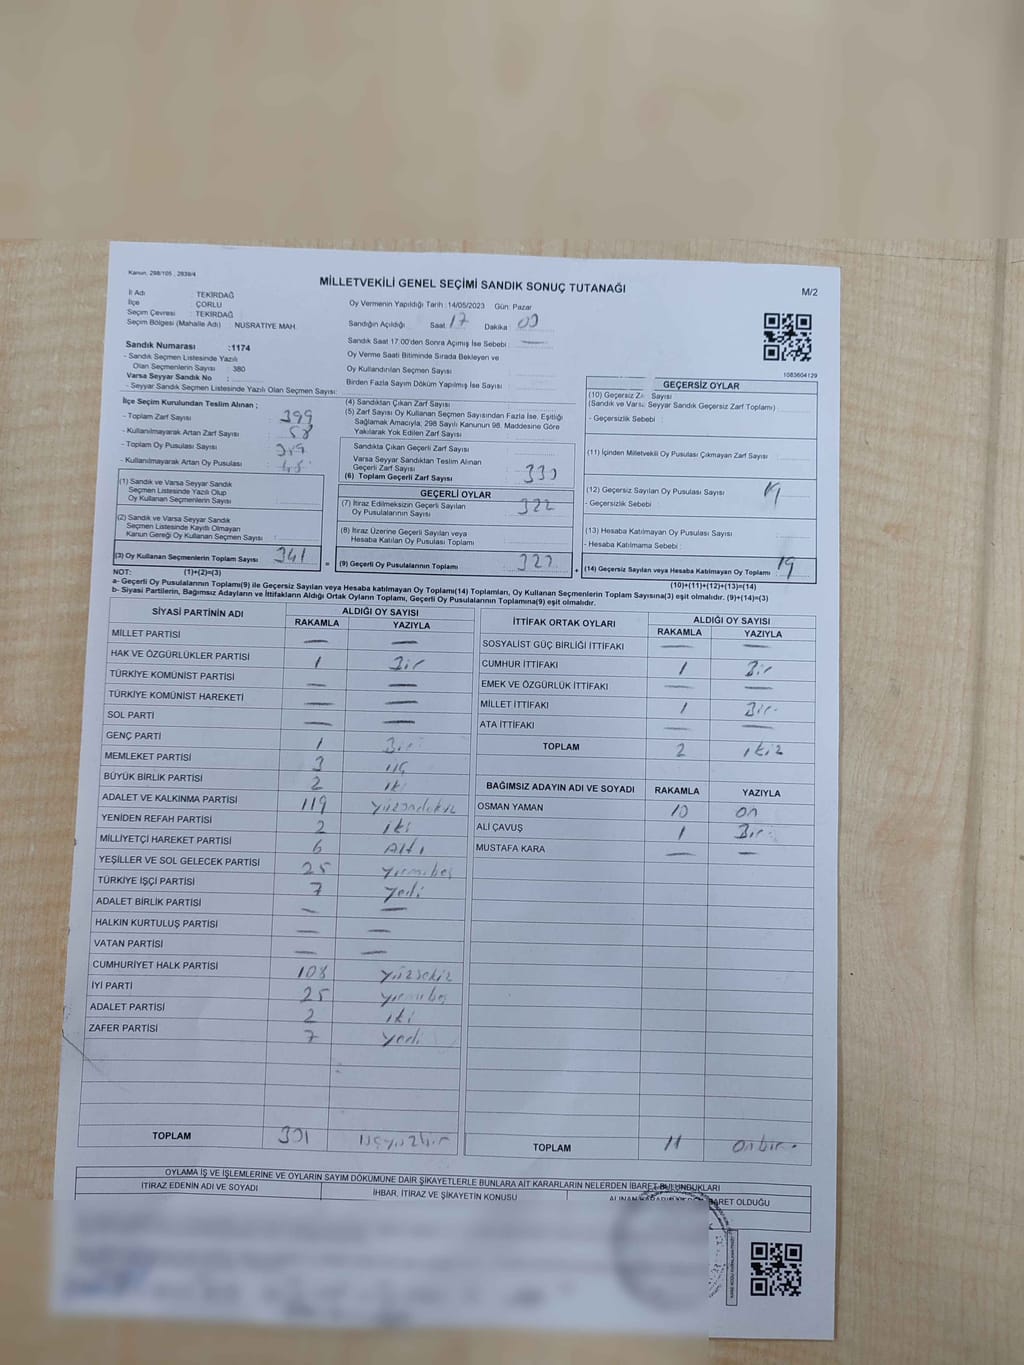 Kanun, 298/105 , 2839/4
MİLLETVEKİLİ GENEL SEÇİMİ SANDIK SONUÇ TUTANAĞI
M/2
İl Adı : TEKİRDAĞ
İlçe : ÇORLU
Seçim Çevresi : TEKİRDAĞ
Seçim Bölgesi (Mahalle Adı) : NUSRATİYE MAH.
Sandık Numarası :1174
- Sandık Seçmen Listesinde Yazılı
Olan Seçmenlerin Sayısı : 380
Varsa Seyyar Sandık No :
- Seyyar Sandık Seçmen Listesinde Yazılı Olan Seçmen Sayısı:
Oy Vermenin Yapıldığı Tarih : 14/05/2023 Gün: Pazar
Sandığın Açıldığı : Saat 17 Dakika 00
Sandık Saat 17.00'den Sonra Açımış İse Sebebi :
Oy Verme Saati Bitiminde Sırada Bekleyen ve
Oy Kullandırılan Seçmen Sayısı :
Birden Fazla Sayım Döküm Yapılmış İse Sayısı :
1083604129
İlçe Seçim Kurulundan Teslim Alınan ;
- Toplam Zarf Sayısı : 399
- Kullanılmayarak Artan Zarf Sayısı : 58
- Toplam Oy Pusulası Sayısı :
- Kullanılmayarak Artan Oy Pusulası :
(1) Sandık ve Varsa Seyyar Sandık
Seçmen Listesinde Yazılı Olup
Oy Kullanan Seçmenlerin Sayısı :
(2) Sandık ve Varsa Seyyar Sandık
Seçmen Listesinde Kayıtlı Olmayan
Kanun Gereği Oy Kullanan Seçmen Sayısı :
(3) Oy Kullanan Seçmenlerin Toplam Sayısı : 341
(4) Sandıktan Çıkan Zarf Sayısı :
(5) Zarf Sayısı Oy Kullanan Seçmen Sayısından Fazla İse, Eşitliği
Sağlamak Amacıyla, 298 Sayılı Kanunun 98. Maddesine Göre
Yakılarak Yok Edilen Zarf Sayısı :
Sandıkta Çıkan Geçerli Zarf Sayısı :
Varsa Seyyar Sandıktan Teslim Alınan
Geçerli Zarf Sayısı :
(6) Toplam Geçerli Zarf Sayısı : 330
GEÇERLİ OYLAR
(7) İtiraz Edilmeksizin Geçerli Sayılan
Oy Pusulalarının Sayısı : 322
(8) İtiraz Üzerine Geçerli Sayılan veya
Hesaba Katılan Oy Pusulası Toplamı :
= (9) Geçerli Oy Pusulalarının Toplamı : 322 +
GEÇERSİZ OYLAR
(10) Geçersiz Zarf Sayısı
(Sandık ve Varsa Seyyar Sandık Geçersiz Zarf Toplamı) :
- Geçersizlik Sebebi :
(11) İçinden Milletvekili Oy Pusulası Çıkmayan Zarf Sayısı :
(12) Geçersiz Sayılan Oy Pusulası Sayısı : 19
- Geçersizlik Sebebi :
(13) Hesaba Katılmayan Oy Pusulası Sayısı :
- Hesaba Katılmama Sebebi :
(14) Geçersiz Sayılan veya Hesaba Katılmayan Oy Toplamı : 19
NOT: (1)+(2)=(3)
(10)+(11)+(12)+(13)=(14)
a- Geçerli Oy Pusulalarının Toplamı(9) ile Geçersiz Sayılan veya Hesaba katılmayan Oy Toplamı(14) Toplamları, Oy Kullanan Seçmenlerin Toplam Sayısına(3) eşit olmalıdır. (9)+(14)=(3)
b- Siyasi Partilerin, Bağımsız Adayların ve İttifakların Aldığı Ortak Oyların Toplamı, Geçerli Oy Pusulalarının Toplamına(9) eşit olmalıdır.
SİYASİ PARTİNİN ADI ALDIĞI OY SAYISI
RAKAMLA YAZIYLA
MİLLET PARTİSİ — —
HAK VE ÖZGÜRLÜKLER PARTİSİ 1 Bir
TÜRKİYE KOMÜNİST PARTİSİ — —
TÜRKİYE KOMÜNİST HAREKETİ — —
SOL PARTİ — —
GENÇ PARTİ 1 Bir
MEMLEKET PARTİSİ 3 üç
BÜYÜK BİRLİK PARTİSİ 2 iki
ADALET VE KALKINMA PARTİSİ 119
YENİDEN REFAH PARTİSİ 2 iki
MİLLİYETÇİ HAREKET PARTİSİ 6 Altı
YEŞİLLER VE SOL GELECEK PARTİSİ 25 yirmibeş
TÜRKİYE İŞÇİ PARTİSİ 7 yedi
ADALET BİRLİK PARTİSİ — —
HALKIN KURTULUŞ PARTİSİ — —
VATAN PARTİSİ — —
CUMHURİYET HALK PARTİSİ 108 yüzsekiz
İYİ PARTİ 25 yirmibeş
ADALET PARTİSİ 2 iki
ZAFER PARTİSİ 7 yedi
TOPLAM üçyüzbir
İTTİFAK ORTAK OYLARI ALDIĞI OY SAYISI
RAKAMLA YAZIYLA
SOSYALİST GÜÇ BİRLİĞİ İTTİFAKI — —
CUMHUR İTTİFAKI 1 Bir
EMEK VE ÖZGÜRLÜK İTTİFAKI — —
MİLLET İTTİFAKI 1 Bir
ATA İTTİFAKI — —
TOPLAM 2 ikiz
BAĞIMSIZ ADAYIN ADI VE SOYADI RAKAMLA YAZIYLA
OSMAN YAMAN 10 on
ALİ ÇAVUŞ 1 Bir
MUSTAFA KARA — —
TOPLAM 11 onbir
OYLAMA İŞ VE İŞLEMLERİNE VE OYLARIN SAYIM DÖKÜMÜNE DAİR ŞİKAYETLERLE BUNLARA AİT KARARLARIN NELERDEN İBARET BULUNDUKLARI
İTİRAZ EDENİN ADI VE SOYADI İHBAR, İTİRAZ VE ŞİKAYETİN KONUSU